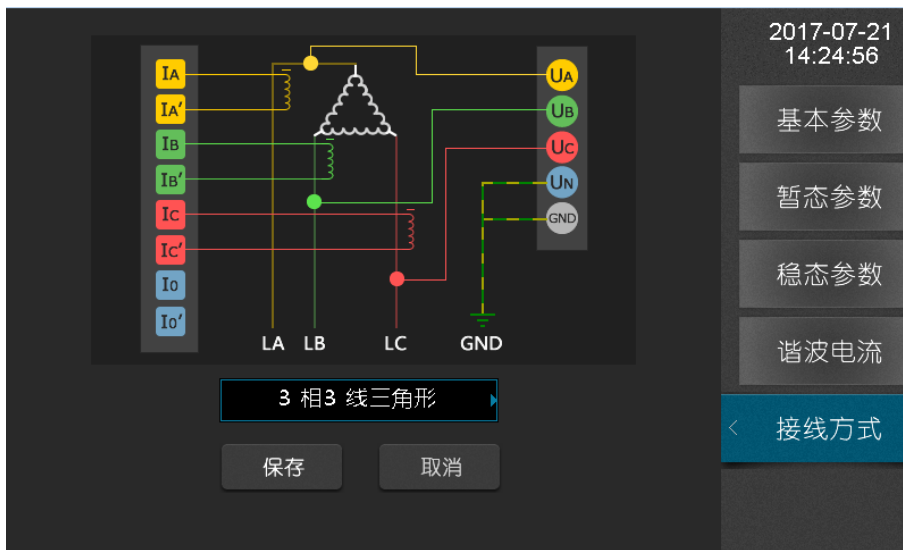 2017-07-21
14:24:56
基本参数
暂态参数
稳态参数
谐波电流
接线方式
IA
IA′
IB
IB′
IC
IC′
I0
I0′
UA
UB
UC
UN
GND
LA LB LC GND
3 相3 线三角形
保存 取消